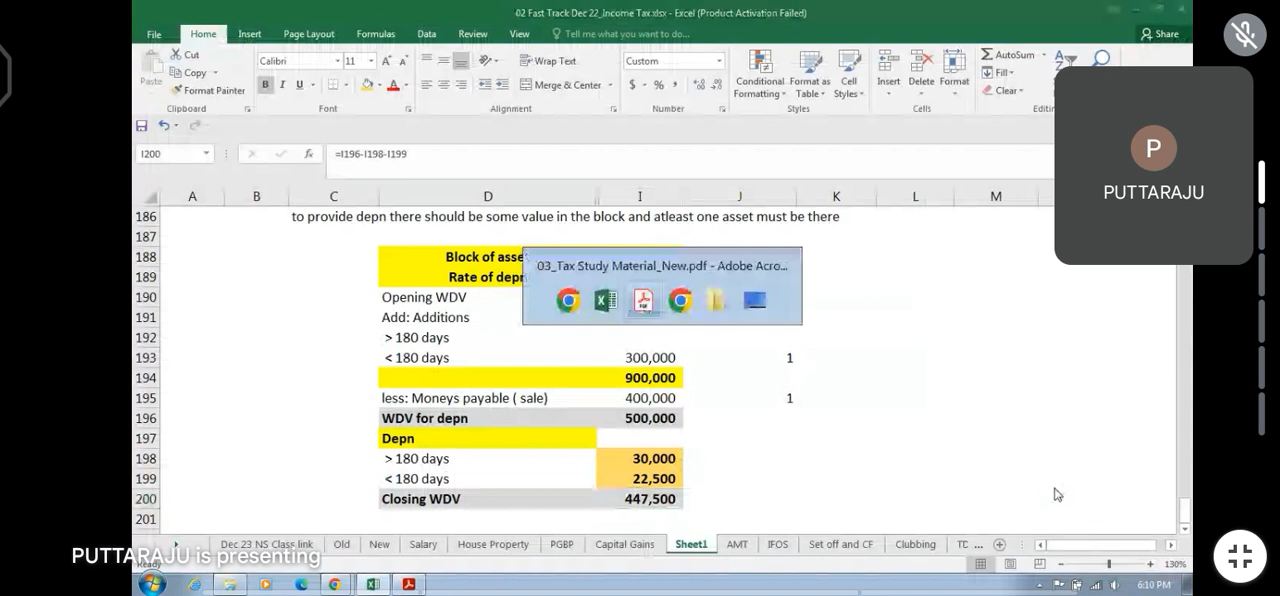 02 Fast Track Dec 22_Income Tax.xlsx - Excel (Product Activation Failed)
File Home Insert Page Layout Formulas Data Review View Tell me what you want to do... Share
Cut
Copy
Format Painter
Paste
Calibri 11 A A
B I U A
Wrap Text
Merge & Center
Custom
$ % ,
Conditional Formatting
Format as Table
Cell Styles
Insert Delete Format
AutoSum
Fill
Clear
Clipboard Font Alignment Number Styles Cells
I200 fx =I196-I198-I199
A B C D I J K L M
186 to provide depn there should be some value in the block and atleast one asset must be there
187
188 Block of asse
189 Rate of depr
03_Tax Study Material_New.pdf - Adobe Acro...
190 Opening WDV
191 Add: Additions
192 > 180 days
193 < 180 days 300,000 1
194 900,000
195 less: Moneys payable ( sale) 400,000 1
196 WDV for depn 500,000
197 Depn
198 > 180 days 30,000
199 < 180 days 22,500
200 Closing WDV 447,500
201
P
PUTTARAJU
Dec 23 NS Class link Old New Salary House Property PGBP Capital Gains Sheet1 AMT IFOS Set off and CF Clubbing TD ...
PUTTARAJU is presenting
130%
6:10 PM